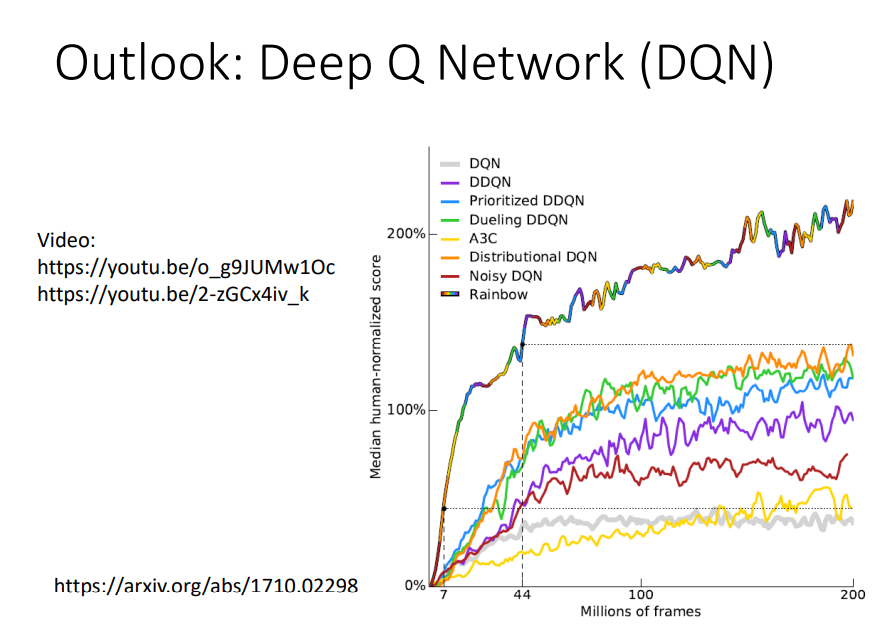 Outlook: Deep Q Network (DQN)
Video:
https://youtu.be/o_g9JUMw1Oc
https://youtu.be/2-zGCx4iv_k
https://arxiv.org/abs/1710.02298
Median human-normalized score
200%
100%
0%
DQN
DDQN
Prioritized DDQN
Dueling DDQN
A3C
Distributional DQN
Noisy DQN
Rainbow
7 44 100 200
Millions of frames